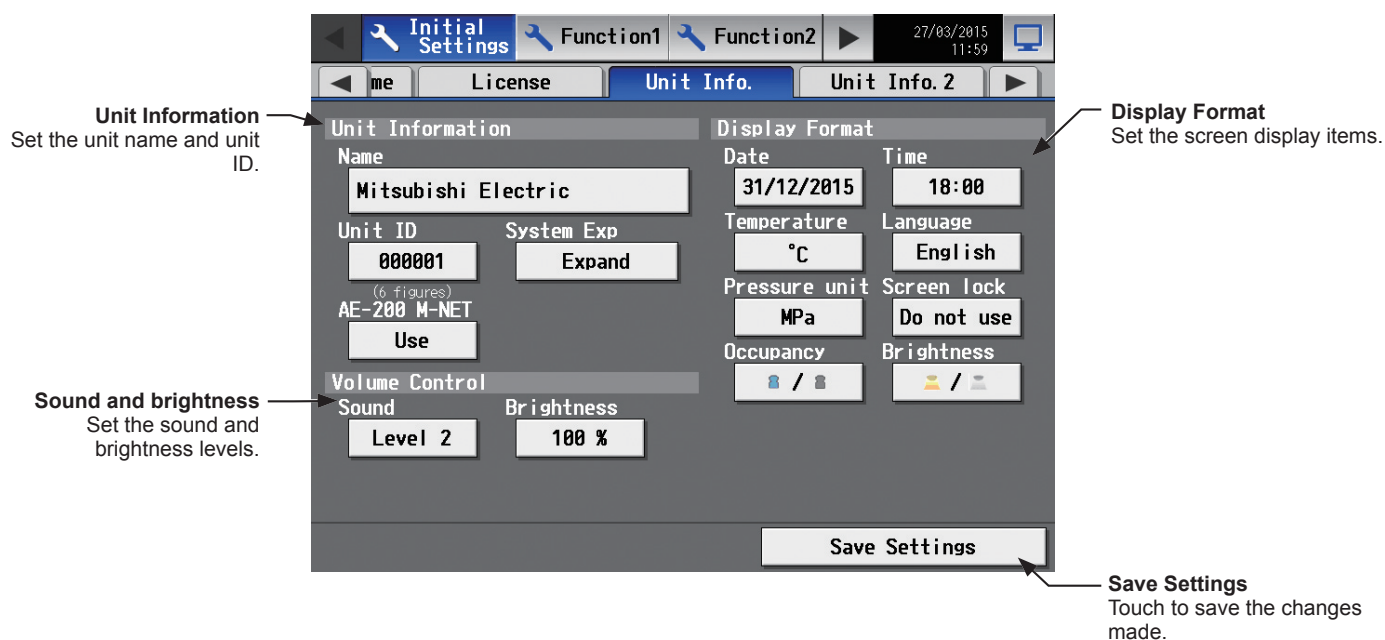 Initial
Settings
Function1
Function2
27/03/2015
11:59
me
License
Unit Info.
Unit Info.2
Unit Information
Set the unit name and unit
ID.
Display Format
Set the screen display items.
Unit Information
Display Format
Name
Date
Time
Mitsubishi Electric
31/12/2015
18:00
Unit ID
System Exp
Temperature
Language
000001
Expand
°C
English
(6 figures)
Pressure unit
Screen lock
AE-200 M-NET
MPa
Do not use
Use
Occupancy
Brightness
/
/
Volume Control
Sound and brightness
Set the sound and
brightness levels.
Sound
Brightness
Level 2
100 %
Save Settings
Save Settings
Touch to save the changes
made.